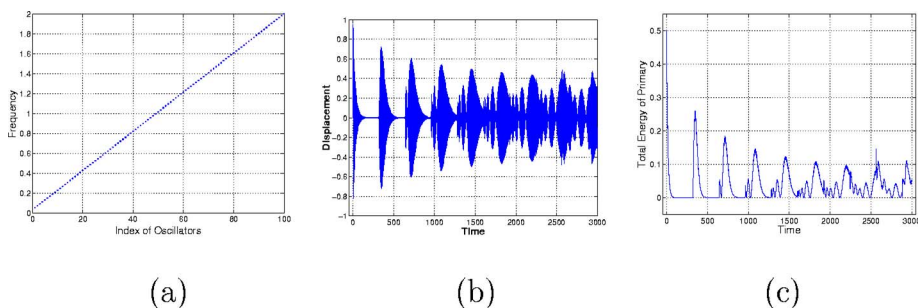 2
1.8
1.6
1.4
1.2
1
0.8
0.6
0.4
0.2
0
Frequency
0 20 40 60 80 100
Index of Oscillators
1
0.8
0.6
0.4
0.2
0
−0.2
−0.4
−0.6
−0.8
−1
Displacement
0 500 1000 1500 2000 2500 3000
Time
0.5
0.4
0.3
0.2
0.1
0
Total Energy of Primary
0 500 1000 1500 2000 2500 3000
Time
(a) (b) (c)